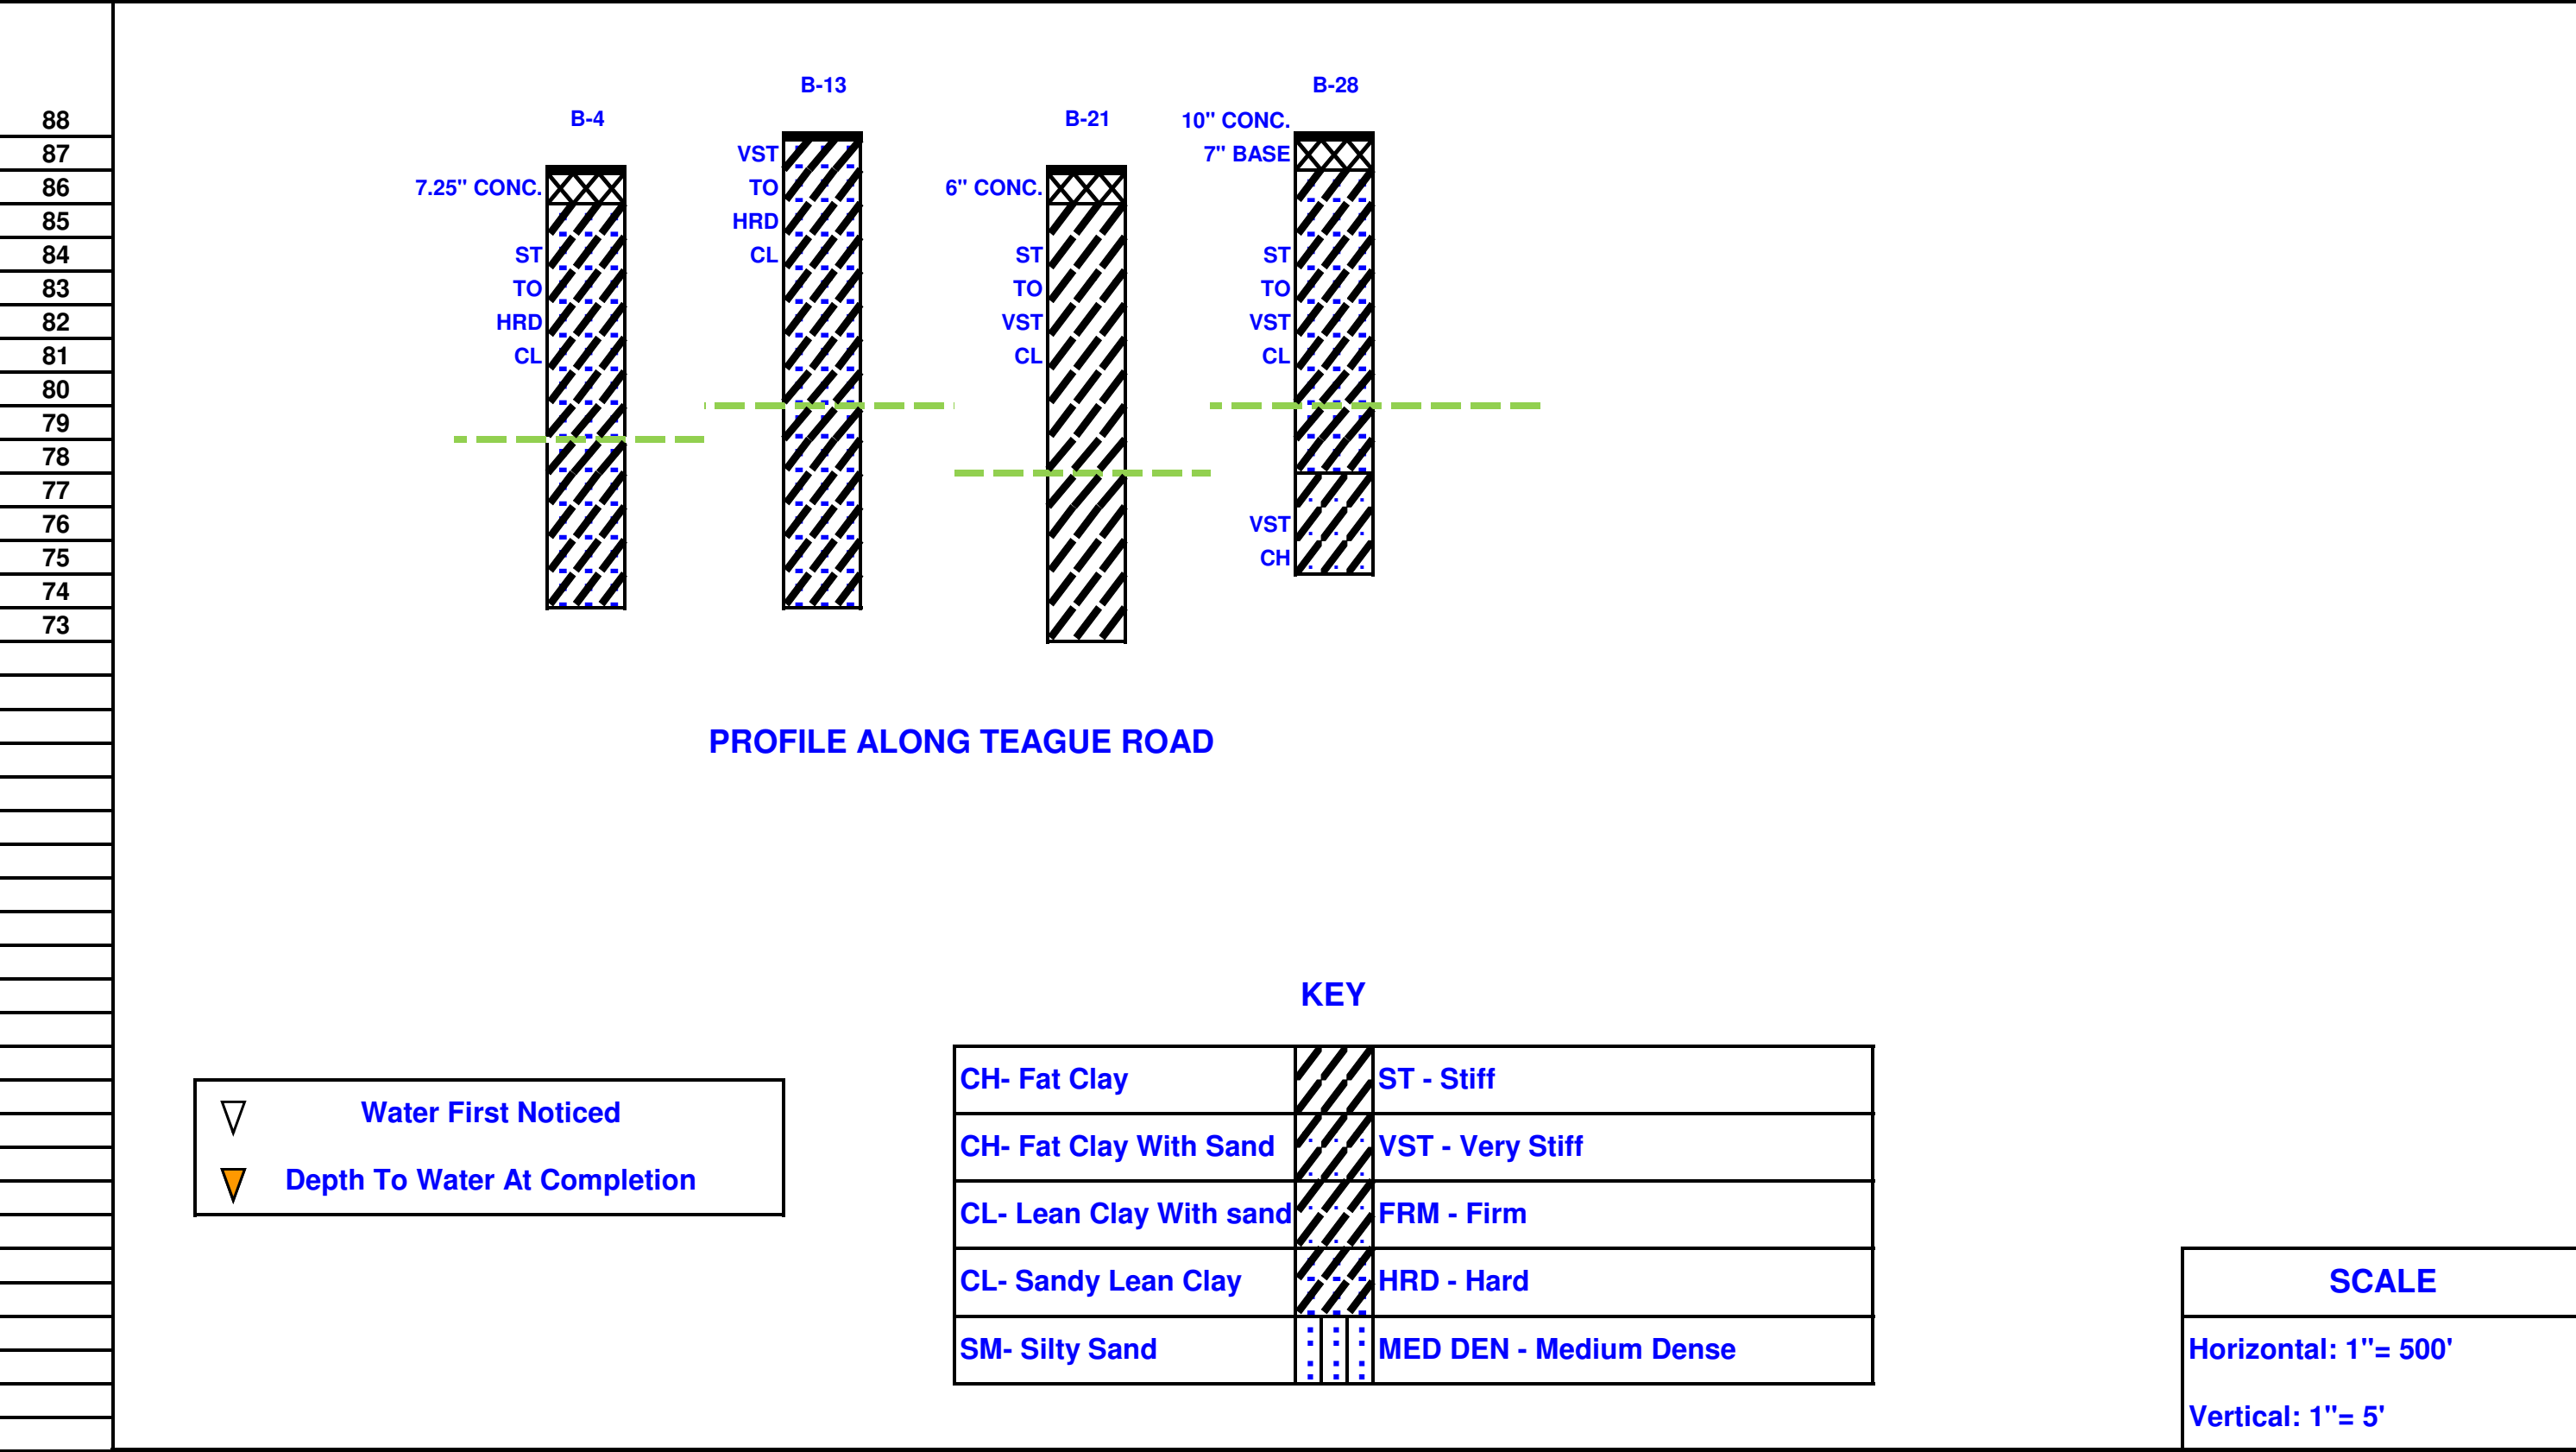 B-13
B-28
88
B-4
B-21
10" CONC.
87
VST
7" BASE
86
7.25" CONC.
TO
6" CONC.
85
HRD
84
ST
CL
ST
ST
83
TO
TO
TO
82
HRD
VST
VST
81
CL
CL
CL
80
79
78
77
76
VST
75
CH
74
73
PROFILE ALONG TEAGUE ROAD
KEY
CH- Fat Clay
ST - Stiff
Water First Noticed
CH- Fat Clay With Sand
VST - Very Stiff
Depth To Water At Completion
CL- Lean Clay With sand
FRM - Firm
CL- Sandy Lean Clay
HRD - Hard
SCALE
SM- Silty Sand
MED DEN - Medium Dense
Horizontal: 1"= 500'
Vertical: 1"= 5'